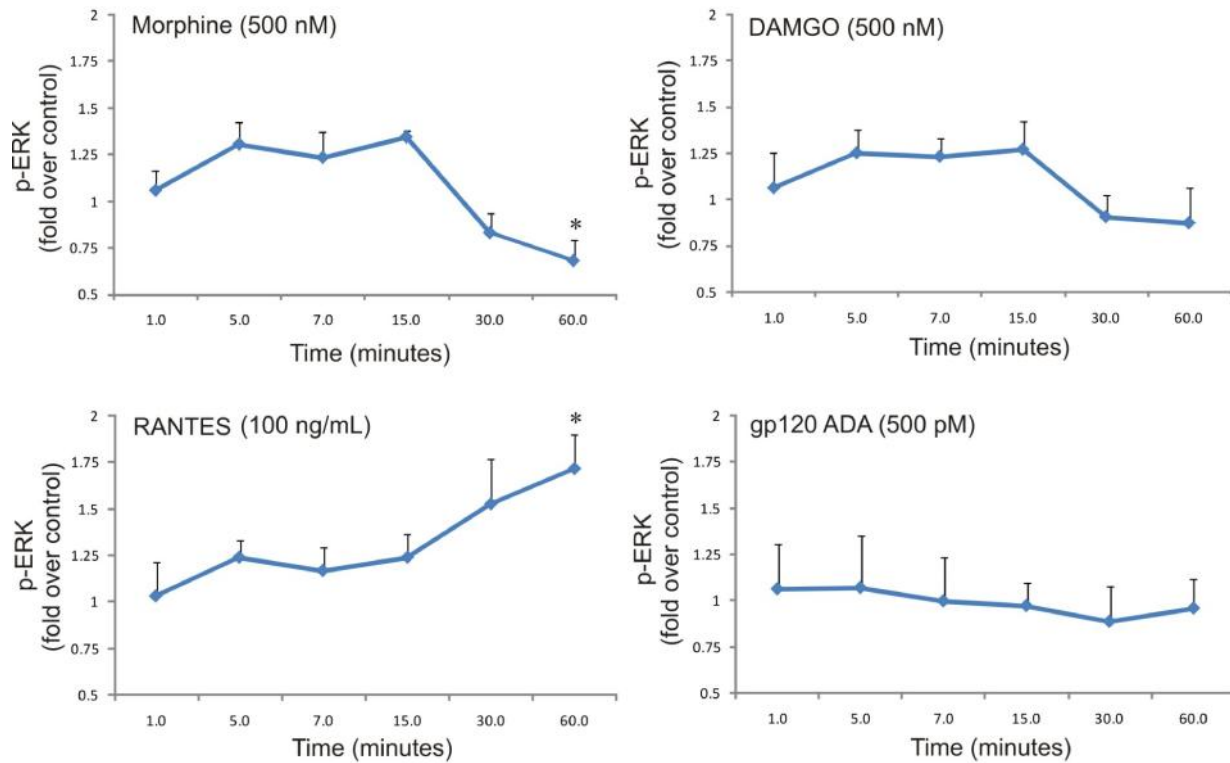 Morphine (500 nM)
p-ERK
(fold over control)
2
1.75
1.5
1.25
1
0.75
0.5
*
1.0 5.0 7.0 15.0 30.0 60.0
Time (minutes)
DAMGO (500 nM)
p-ERK
(fold over control)
2
1.75
1.5
1.25
1
0.75
0.5
1.0 5.0 7.0 15.0 30.0 60.0
Time (minutes)
RANTES (100 ng/mL)
p-ERK
(fold over control)
2
1.75
1.5
1.25
1
0.75
0.5
*
1.0 5.0 7.0 15.0 30.0 60.0
Time (minutes)
gp120 ADA (500 pM)
p-ERK
(fold over control)
2
1.75
1.5
1.25
1
0.75
0.5
1.0 5.0 7.0 15.0 30.0 60.0
Time (minutes)